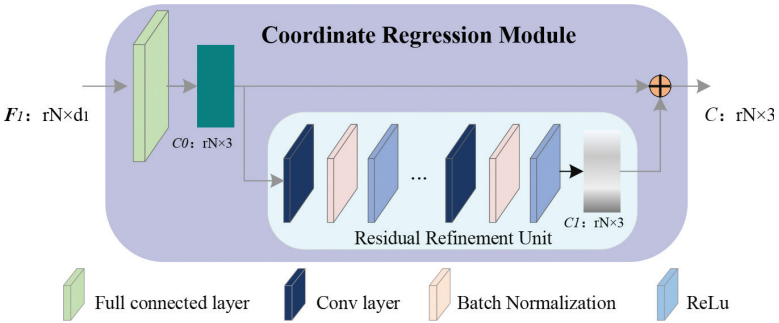 Coordinate Regression Module
F1: rN×d1
C0: rN×3
C: rN×3
...
C1: rN×3
Residual Refinement Unit
Full connected layer
Conv layer
Batch Normalization
ReLu